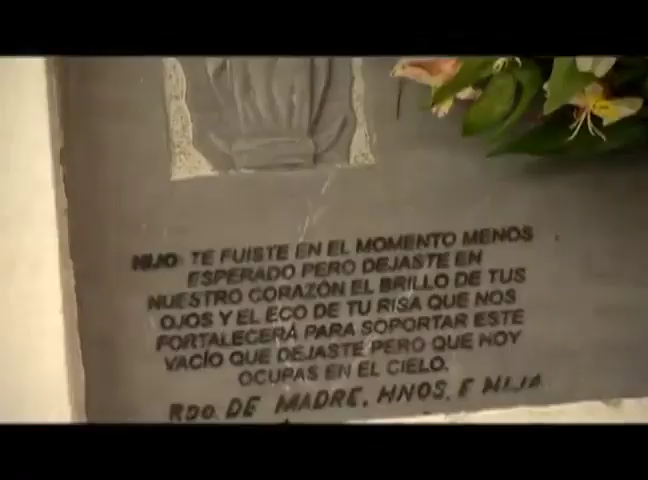 HIJO: TE FUISTE EN EL MOMENTO MENOS
ESPERADO PERO DEJASTE EN
NUESTRO CORAZÓN EL BRILLO DE TUS
OJOS Y EL ECO DE TU RISA QUE NOS
FORTALECERÁ PARA SOPORTAR ESTE
VACÍO QUE DEJASTE PERO QUE HOY
OCUPAS EN EL CIELO.
RDO. DE MADRE, HNOS. E HIJA